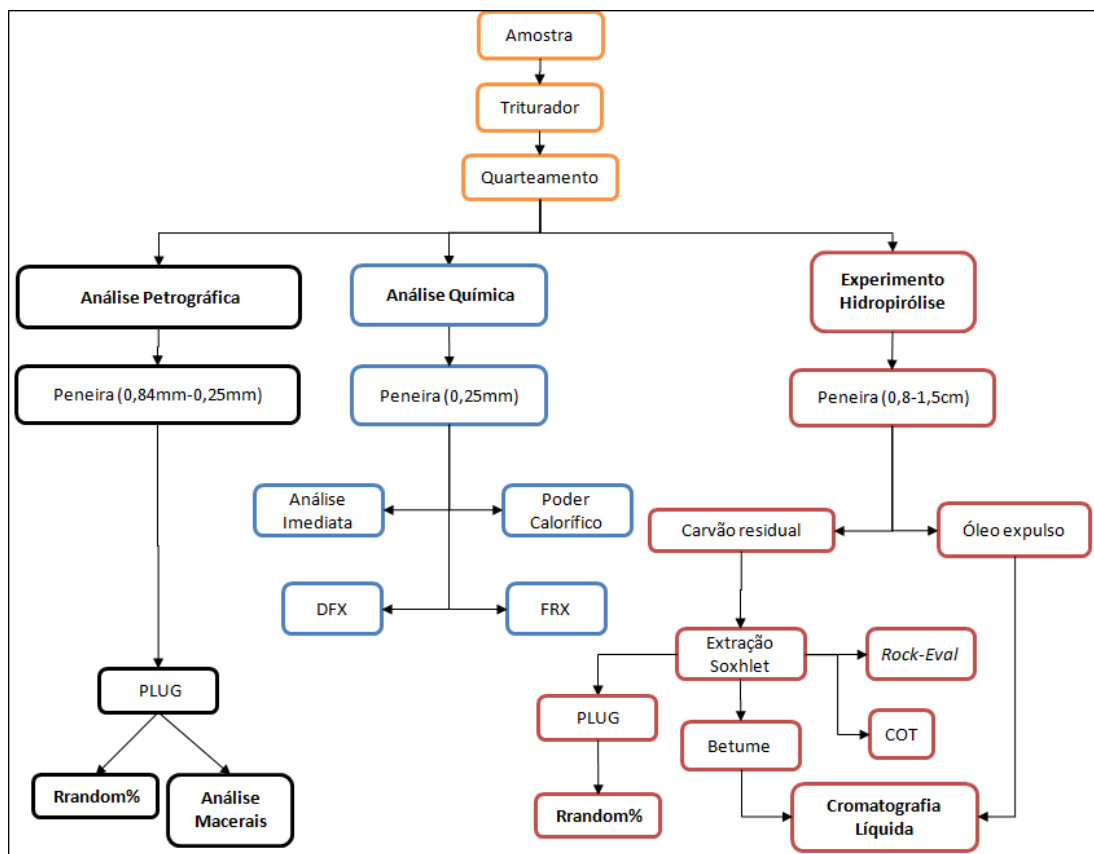 Amostra
Triturador
Quarteamento
Análise Petrográfica
Análise Química
Experimento
Hidropirólise
Peneira (0,84mm-0,25mm)
Peneira (0,25mm)
Peneira (0,8-1,5cm)
Análise
Imediata
Poder
Calorífico
Carvão residual
Óleo expulso
DFX
FRX
Extração
Soxhlet
Rock-Eval
PLUG
PLUG
Betume
COT
Rrandom%
Análise
Macerais
Rrandom%
Cromatografia
Líquida